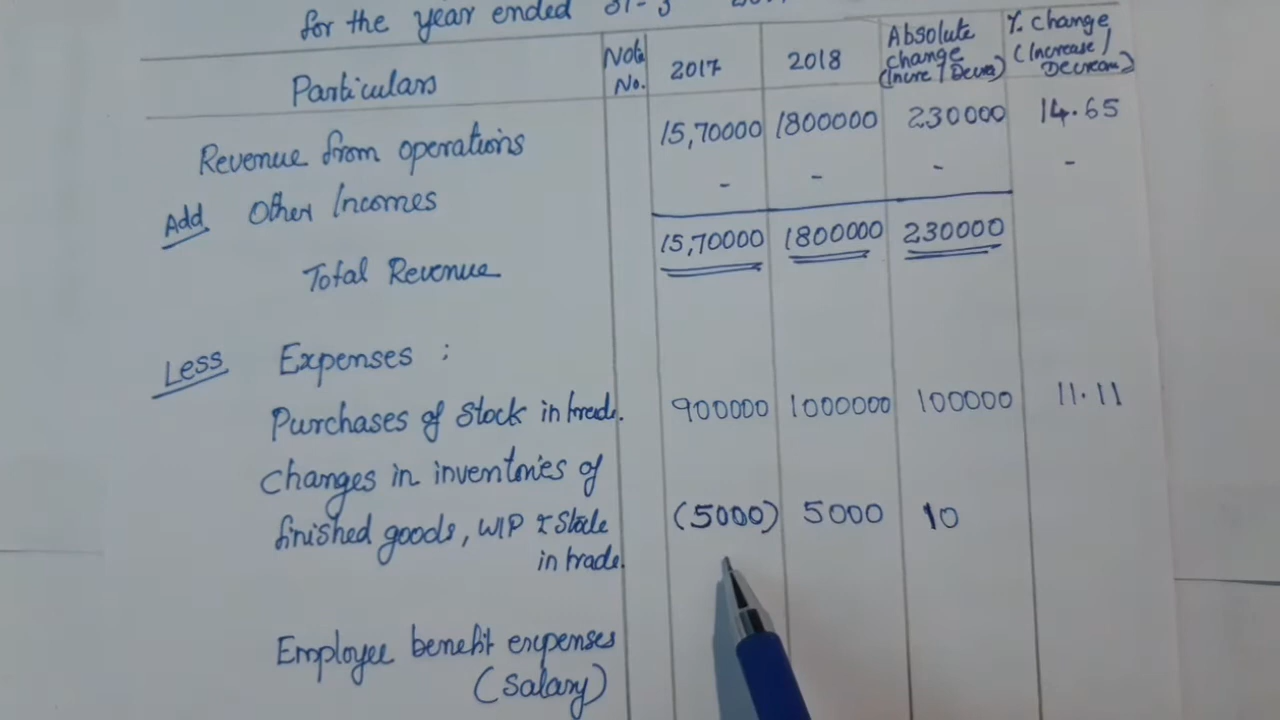 for the year ended 31-3
Particulars Note No. 2017 2018 Absolute change (Incre/Decre) % Change (Increase/Decrease)
Revenue from operations 15,70000 1800000 230000 14.65
Add Other Incomes - - - -
Total Revenue 15,70000 1800000 230000
Less Expenses :
Purchases of Stock in trade. 900000 1000000 100000 11.11
Changes in inventories of
finished goods, WIP & Stock (5000) 5000 10
in trade.
Employee benefit expenses
(Salary)